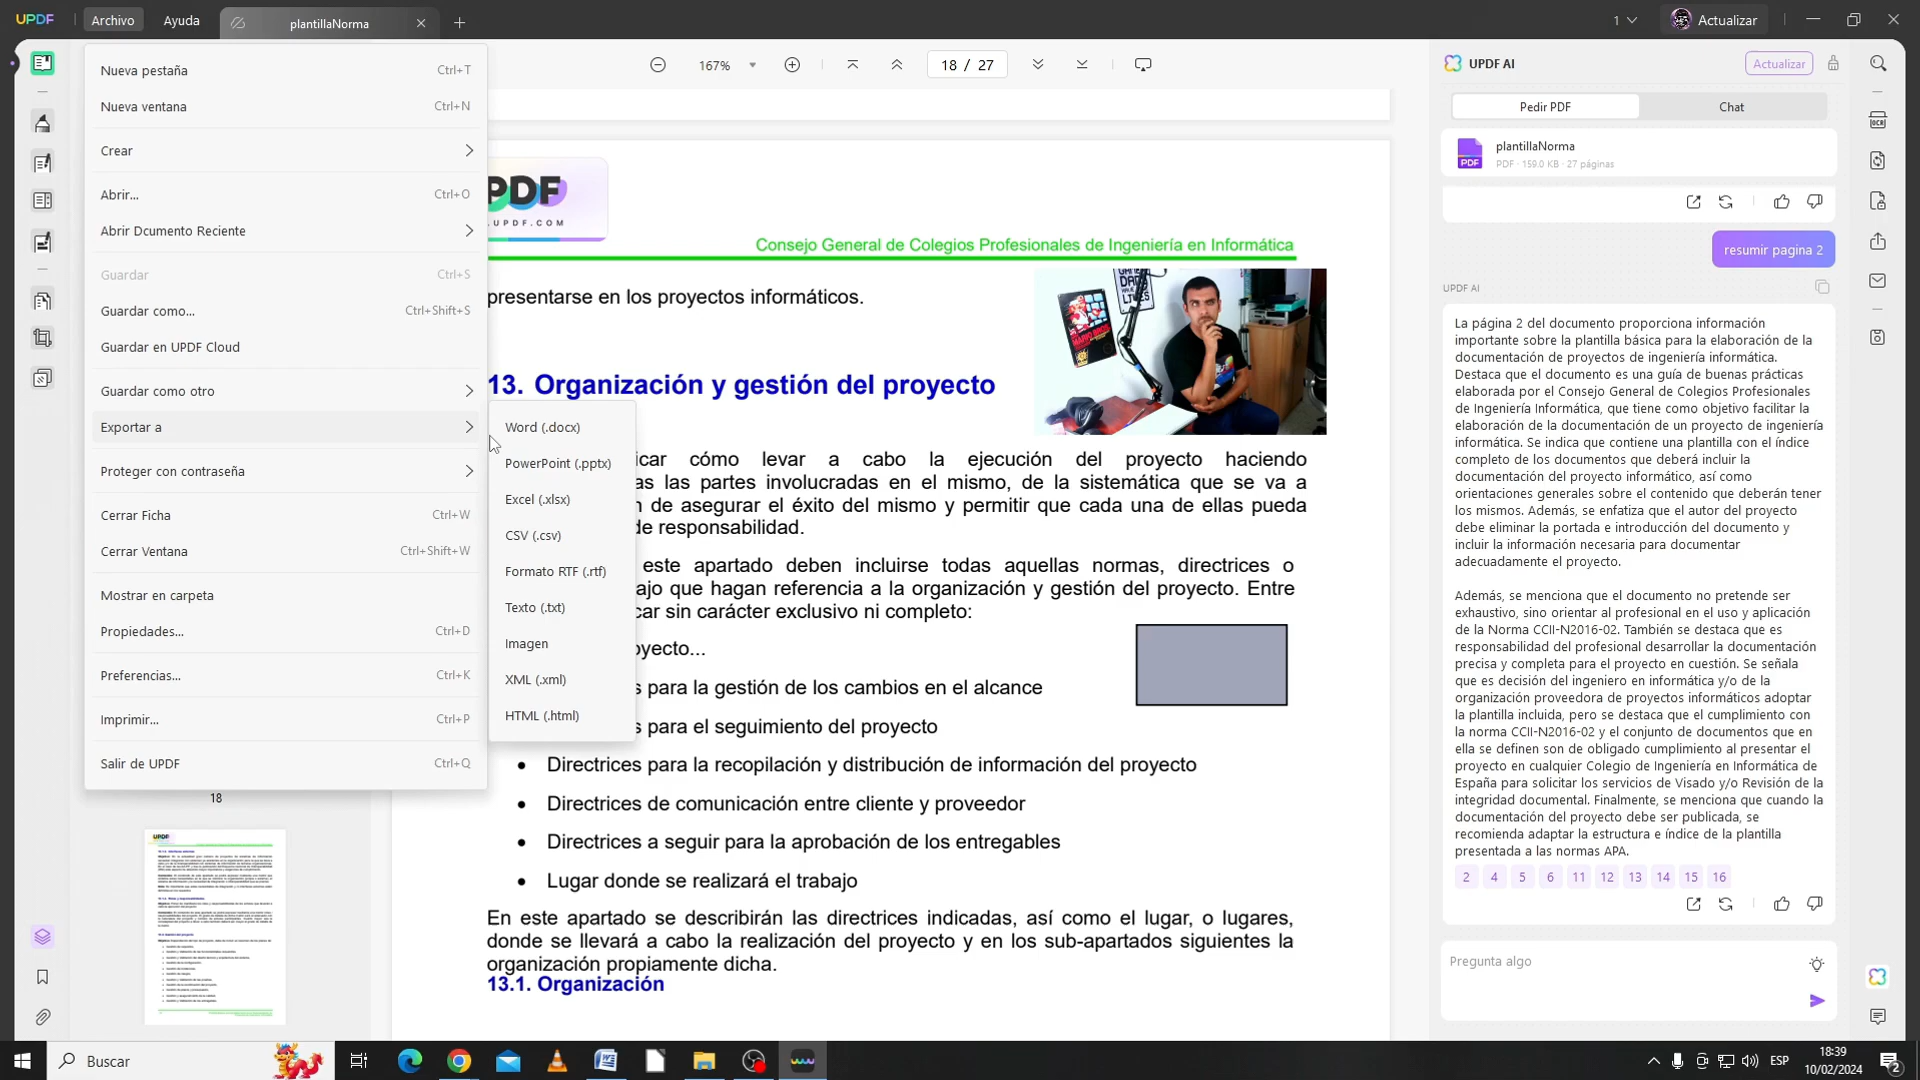 UPDF
Archivo
Ayuda
plantillaNorma
1
Actualizar
Nueva pestaña Ctrl+T
Nueva ventana Ctrl+N
Crear
Abrir... Ctrl+O
Abrir Dcumento Reciente
Guardar Ctrl+S
Guardar como... Ctrl+Shift+S
Guardar en UPDF Cloud
Guardar como otro
Exportar a
Proteger con contraseña
Cerrar Ficha Ctrl+W
Cerrar Ventana Ctrl+Shift+W
Mostrar en carpeta
Propiedades... Ctrl+D
Preferencias... Ctrl+K
Imprimir... Ctrl+P
Salir de UPDF Ctrl+Q
Word (.docx)
PowerPoint (.pptx)
Excel (.xlsx)
CSV (.csv)
Formato RTF (.rtf)
Texto (.txt)
Imagen
XML (.xml)
HTML (.html)
18
167%
18 / 27
PDF
.UPDF.COM
Consejo General de Colegios Profesionales de Ingeniería en Informática
presentarse en los proyectos informáticos.
13. Organización y gestión del proyecto
icar cómo levar a cabo la ejecución del proyecto haciendo
as las partes involucradas en el mismo, de la sistemática que se va a
n de asegurar el éxito del mismo y permitir que cada una de ellas pueda
de responsabilidad.
este apartado deben incluirse todas aquellas normas, directrices o
ajo que hagan referencia a la organización y gestión del proyecto. Entre
car sin carácter exclusivo ni completo:
oyecto...
s para la gestión de los cambios en el alcance
s para el seguimiento del proyecto
• Directrices para la recopilación y distribución de información del proyecto
• Directrices de comunicación entre cliente y proveedor
• Directrices a seguir para la aprobación de los entregables
• Lugar donde se realizará el trabajo
En este apartado se describirán las directrices indicadas, así como el lugar, o lugares,
donde se llevará a cabo la realización del proyecto y en los sub-apartados siguientes la
organización propiamente dicha.
13.1. Organización
UPDF AI
Actualizar
Pedir PDF
Chat
plantillaNorma
PDF · 159.0 KB · 27 páginas
resumir pagina 2
UPDF AI
La página 2 del documento proporciona información
importante sobre la plantilla básica para la elaboración de la
documentación de proyectos de ingeniería informática.
Destaca que el documento es una guía de buenas prácticas
elaborada por el Consejo General de Colegios Profesionales
de Ingeniería Informática, que tiene como objetivo facilitar la
elaboración de la documentación de un proyecto de ingeniería
informática. Se indica que contiene una plantilla con el índice
completo de los documentos que deberá incluir la
documentación del proyecto informático, así como
orientaciones generales sobre el contenido que deberán tener
los mismos. Además, se enfatiza que el autor del proyecto
debe eliminar la portada e introducción del documento y
incluir la información necesaria para documentar
adecuadamente el proyecto.
Además, se menciona que el documento no pretende ser
exhaustivo, sino orientar al profesional en el uso y aplicación
de la Norma CCII-N2016-02. También se destaca que es
responsabilidad del profesional desarrollar la documentación
precisa y completa para el proyecto en cuestión. Se señala
que es decisión del ingeniero en informática y/o de la
organización proveedora de proyectos informáticos adoptar
la plantilla incluida, pero se destaca que el cumplimiento con
la norma CCII-N2016-02 y el conjunto de documentos que en
ella se definen son de obligado cumplimiento al presentar el
proyecto en cualquier Colegio de Ingeniería en Informática de
España para solicitar los servicios de Visado y/o Revisión de la
integridad documental. Finalmente, se menciona que cuando la
documentación del proyecto debe ser publicada, se
recomienda adaptar la estructura e índice de la plantilla
presentada a las normas APA.
2 4 5 6 11 12 13 14 15 16
Pregunta algo
Buscar
ESP
18:39
10/02/2024
2